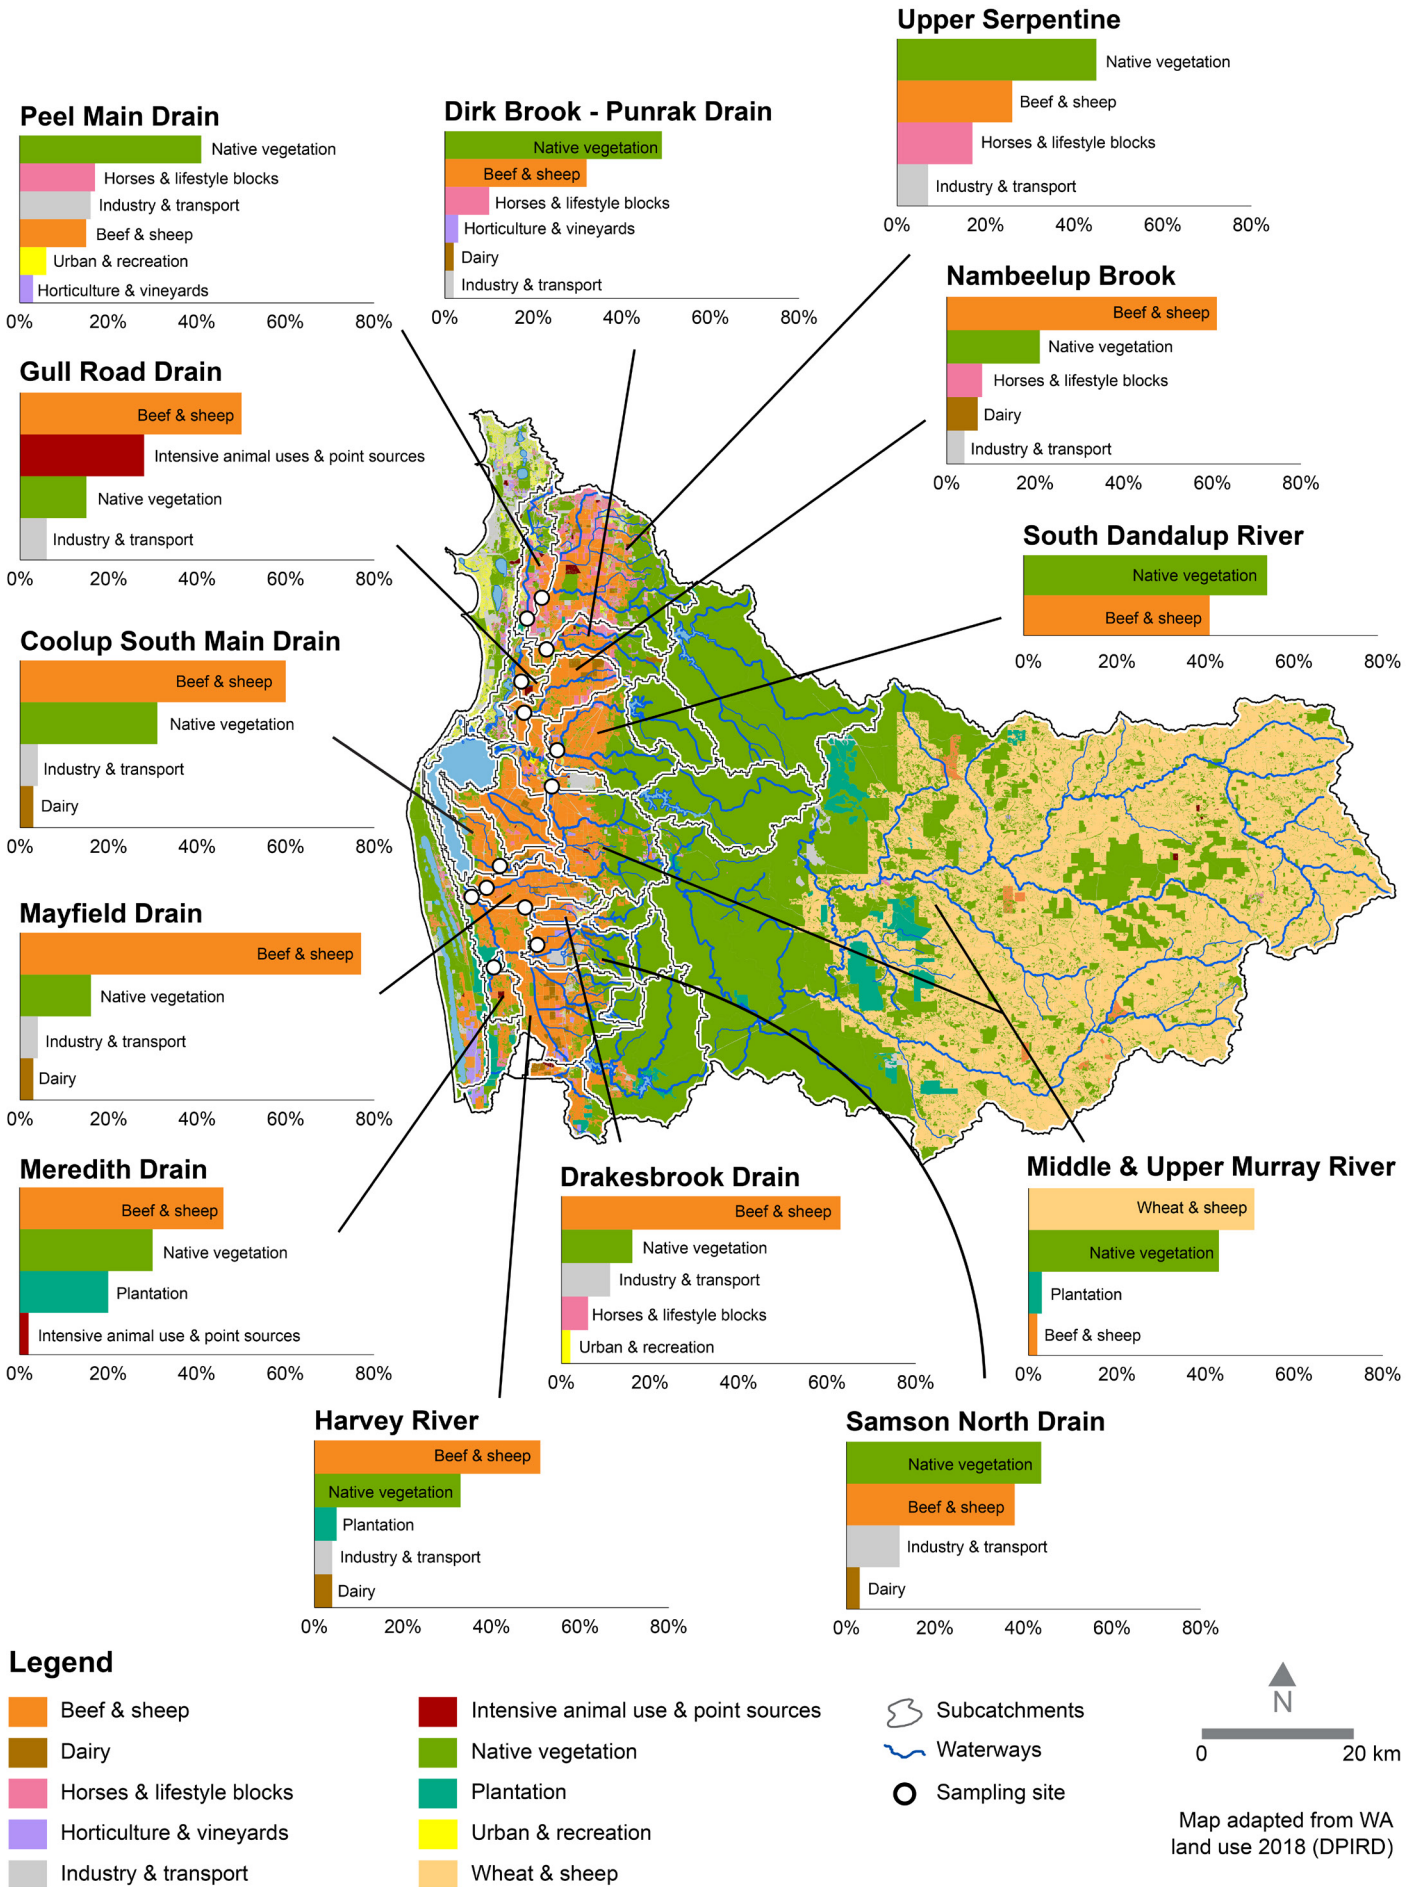 Upper Serpentine
Native vegetation
Beef & sheep
Horses & lifestyle blocks
Industry & transport
0% 20% 40% 60% 80%
Peel Main Drain
Native vegetation
Horses & lifestyle blocks
Industry & transport
Beef & sheep
Urban & recreation
Horticulture & vineyards
0% 20% 40% 60% 80%
Dirk Brook - Punrak Drain
Native vegetation
Beef & sheep
Horses & lifestyle blocks
Horticulture & vineyards
Dairy
Industry & transport
0% 20% 40% 60% 80%
Nambeelup Brook
Beef & sheep
Native vegetation
Horses & lifestyle blocks
Dairy
Industry & transport
0% 20% 40% 60% 80%
Gull Road Drain
Beef & sheep
Intensive animal uses & point sources
Native vegetation
Industry & transport
0% 20% 40% 60% 80%
South Dandalup River
Native vegetation
Beef & sheep
0% 20% 40% 60% 80%
Coolup South Main Drain
Beef & sheep
Native vegetation
Industry & transport
Dairy
0% 20% 40% 60% 80%
Mayfield Drain
Beef & sheep
Native vegetation
Industry & transport
Dairy
0% 20% 40% 60% 80%
Meredith Drain
Beef & sheep
Native vegetation
Plantation
Intensive animal use & point sources
0% 20% 40% 60% 80%
Drakesbrook Drain
Beef & sheep
Native vegetation
Industry & transport
Horses & lifestyle blocks
Urban & recreation
0% 20% 40% 60% 80%
Middle & Upper Murray River
Wheat & sheep
Native vegetation
Plantation
Beef & sheep
0% 20% 40% 60% 80%
Harvey River
Beef & sheep
Native vegetation
Plantation
Industry & transport
Dairy
0% 20% 40% 60% 80%
Samson North Drain
Native vegetation
Beef & sheep
Industry & transport
Dairy
0% 20% 40% 60% 80%
Legend
Beef & sheep
Dairy
Horses & lifestyle blocks
Horticulture & vineyards
Industry & transport
Intensive animal use & point sources
Native vegetation
Plantation
Urban & recreation
Wheat & sheep
Subcatchments
Waterways
Sampling site
N
0 20 km
Map adapted from WA
land use 2018 (DPIRD)